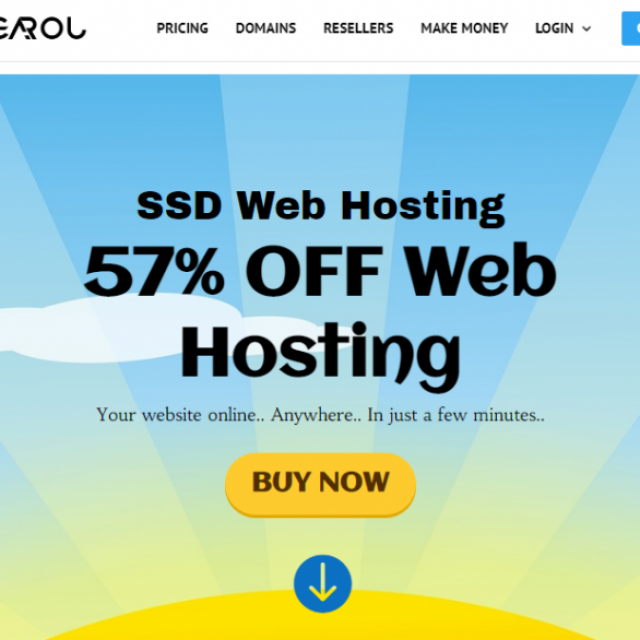 PRICING DOMAINS RESELLERS MAKE MONEY LOGIN
SSD Web Hosting
57% OFF Web
Hosting
Your website online.. Anywhere.. In just a few minutes..
BUY NOW